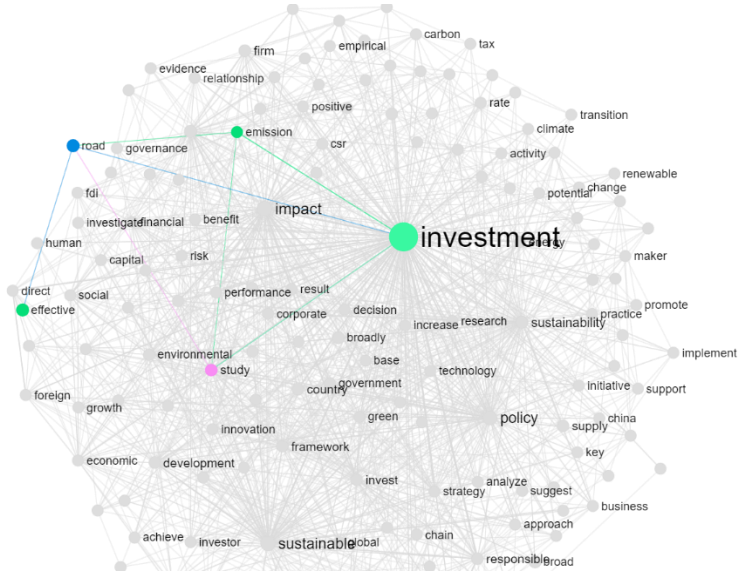 carbon
tax
firm
empirical
evidence
relationship
rate
positive
transition
emission
climate
road
governance
csr
activity
renewable
fdi
potential
change
impact
investigate
financial
benefit
investment
human
energy
capital
risk
maker
direct
social
performance
result
effective
corporate
decision
increase
research
sustainability
practice
promote
broadly
environmental
base
implement
study
technology
country
government
initiative
support
foreign
growth
green
policy
china
innovation
supply
framework
key
economic
development
invest
strategy
analyze
suggest
business
approach
achieve
investor
sustainable
global
chain
responsible
broad